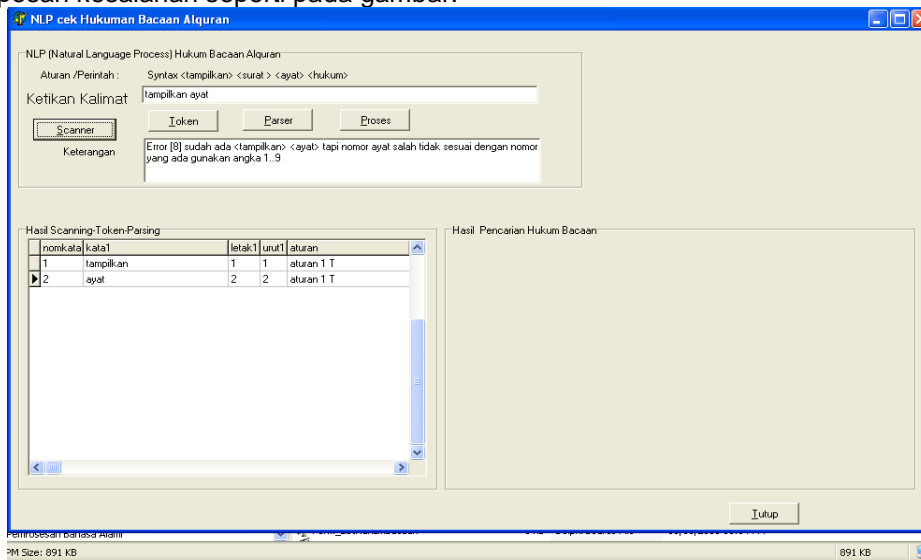 pesan kesalahan seperti pada gambar.
NLP cek Hukuman Bacaan Alquran
NLP (Natural Language Process) Hukum Bacaan Alquran
Aturan /Perintah : Syntax <tampilkan> <surat > <ayat> <hukum>
Ketikan Kalimat tampilkan ayat
Scanner Token Parser Proses
Keterangan Error [8] sudah ada <tampilkan> <ayat> tapi nomor ayat salah tidak sesuai dengan nomor
yang ada gunakan angka 1..9
Hasil Scanning-Token-Parsing
nomkata kata1 letak1 urut1 aturan
1 tampilkan 1 1 aturan 1 T
2 ayat 2 2 aturan 1 T
Hasil Pencarian Hukum Bacaan
Tutup
Pemrosesan Bahasa Alami
PM Size: 891 KB 891 KB